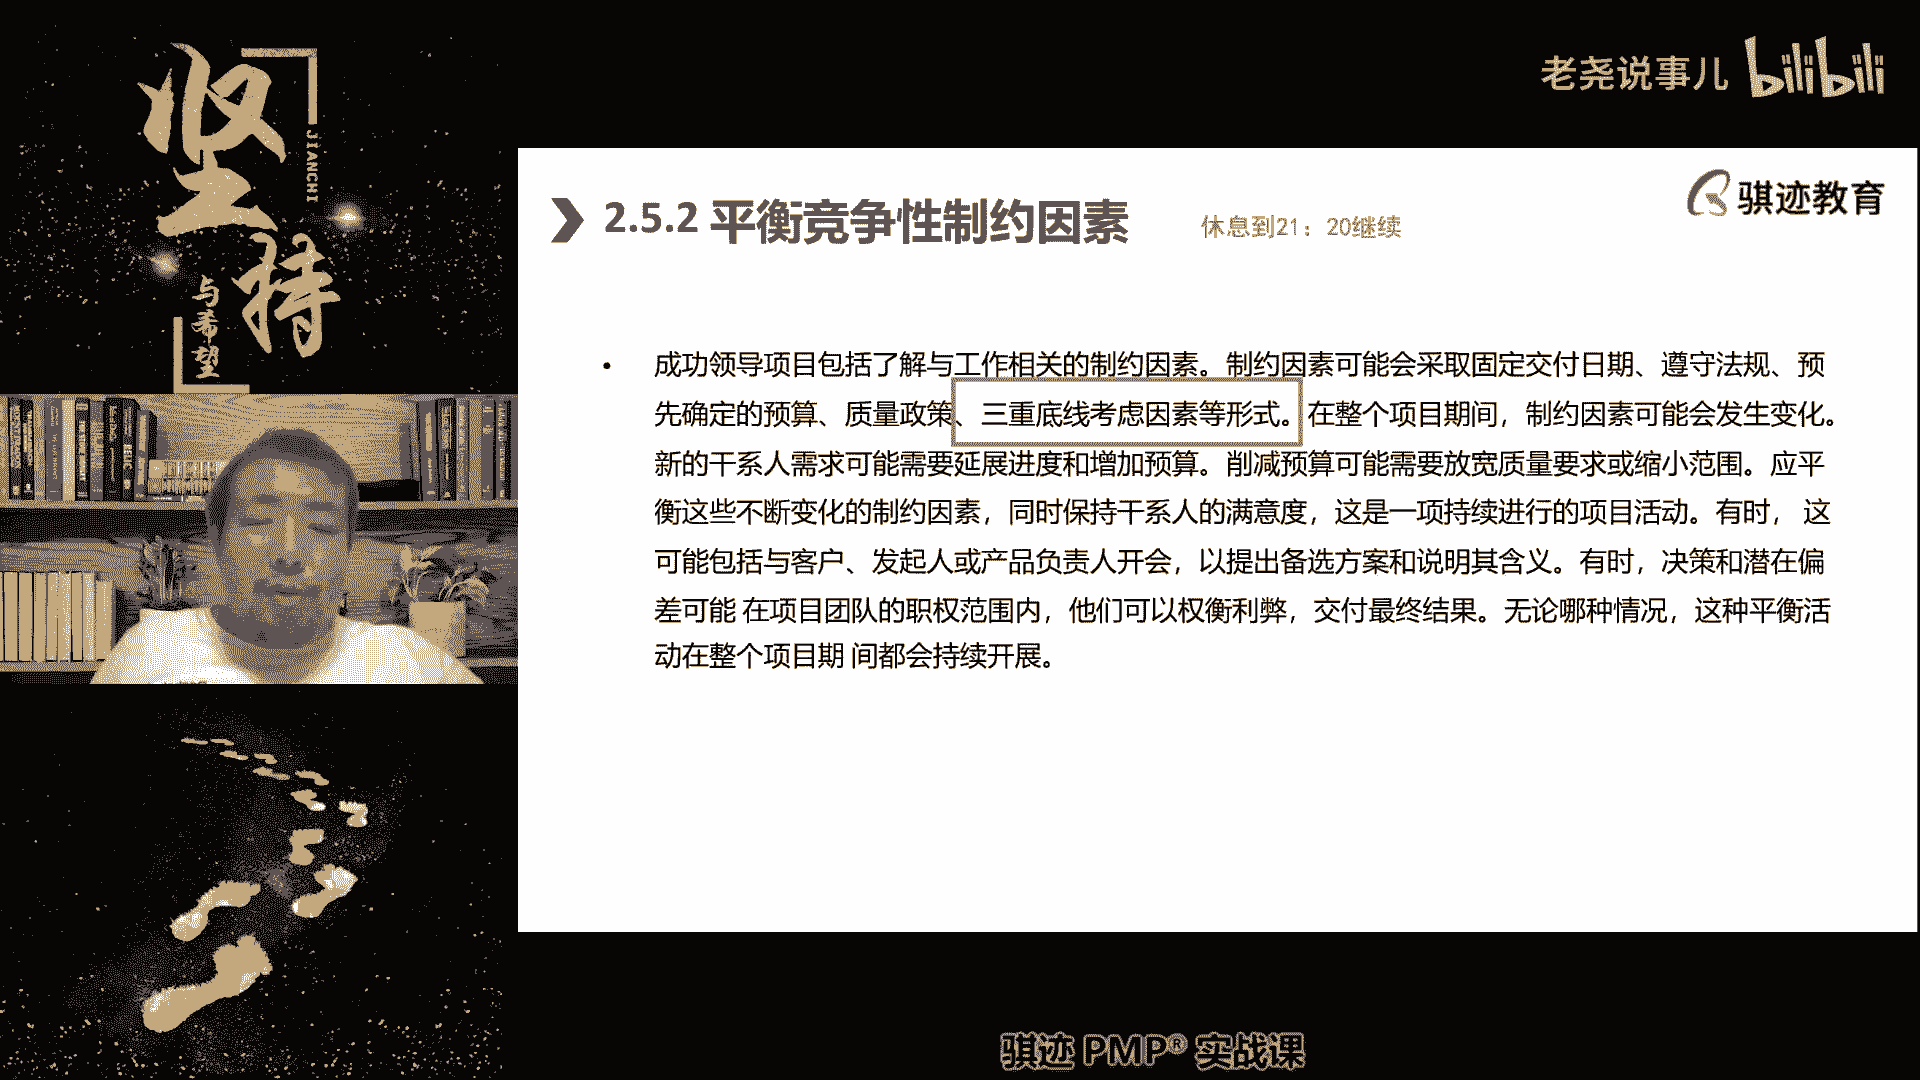 坚持
JIANCHI
与希望
老尧说事儿 bilibili
骐迹教育
2.5.2 平衡竞争性制约因素
休息到21：20继续
• 成功领导项目包括了解与工作相关的制约因素。制约因素可能会采取固定交付日期、遵守法规、预
先确定的预算、质量政策、三重底线考虑因素等形式。在整个项目期间，制约因素可能会发生变化。
新的干系人需求可能需要延展进度和增加预算。削减预算可能需要放宽质量要求或缩小范围。应平
衡这些不断变化的制约因素，同时保持干系人的满意度，这是一项持续进行的项目活动。有时， 这
可能包括与客户、发起人或产品负责人开会，以提出备选方案和说明其含义。有时，决策和潜在偏
差可能 在项目团队的职权范围内，他们可以权衡利弊，交付最终结果。无论哪种情况，这种平衡活
动在整个项目期 间都会持续开展。
骐迹 PMP® 实战课